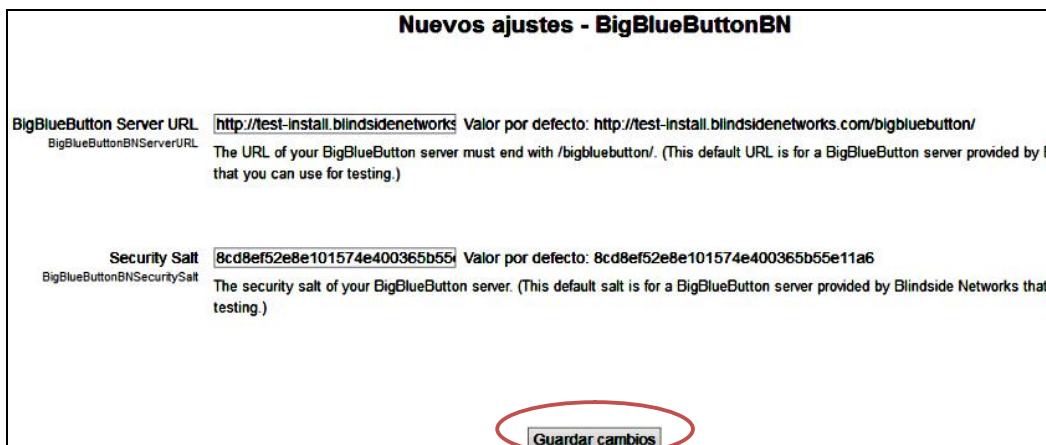 Nuevos ajustes - BigBlueButtonBN
BigBlueButton Server URL http://test-install.blindsidenetworks Valor por defecto: http://test-install.blindsidenetworks.com/bigbluebutton/
BigBlueButtonBNServerURL
The URL of your BigBlueButton server must end with /bigbluebutton/. (This default URL is for a BigBlueButton server provided by
that you can use for testing.)
Security Salt 8cd8ef52e8e101574e400365b55 Valor por defecto: 8cd8ef52e8e101574e400365b55e11a6
BigBlueButtonBNSecuritySalt
The security salt of your BigBlueButton server. (This default salt is for a BigBlueButton server provided by Blindside Networks that
testing.)
Guardar cambios